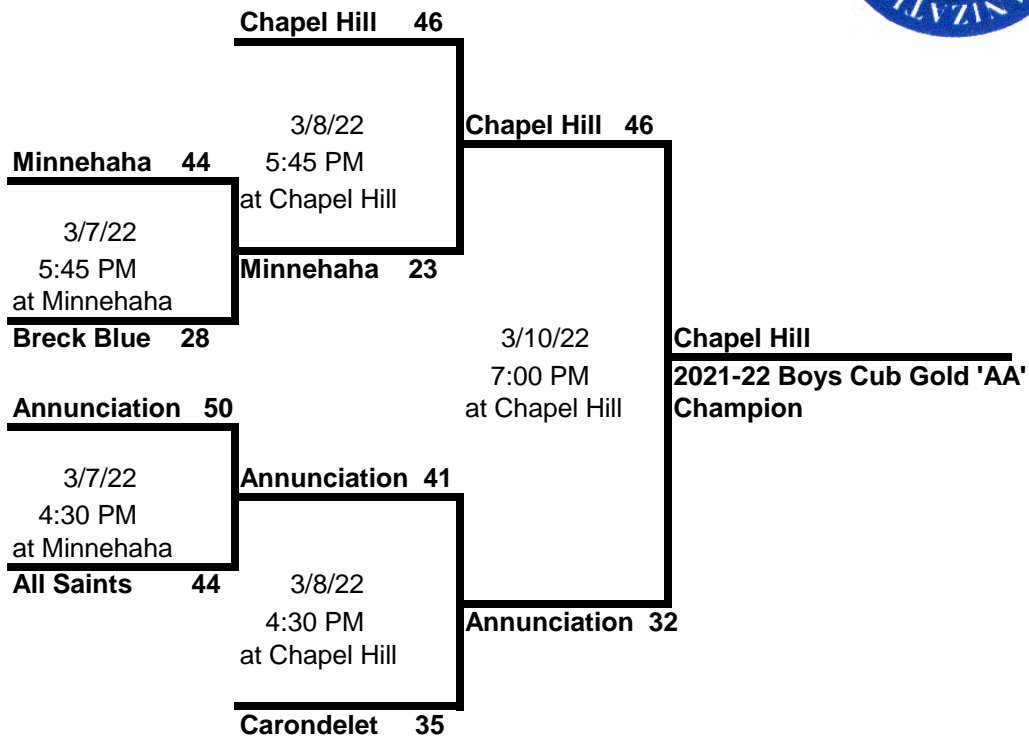 Chapel Hill 46
3/8/22
5:45 PM
at Chapel Hill
Chapel Hill 46
Minnehaha 44
3/7/22
5:45 PM
at Minnehaha
Minnehaha 23
Breck Blue 28
3/10/22
7:00 PM
at Chapel Hill
Chapel Hill
2021-22 Boys Cub Gold 'AA'
Champion
Annunciation 50
3/7/22
4:30 PM
at Minnehaha
Annunciation 41
All Saints 44
3/8/22
4:30 PM
at Chapel Hill
Annunciation 32
Carondelet 35